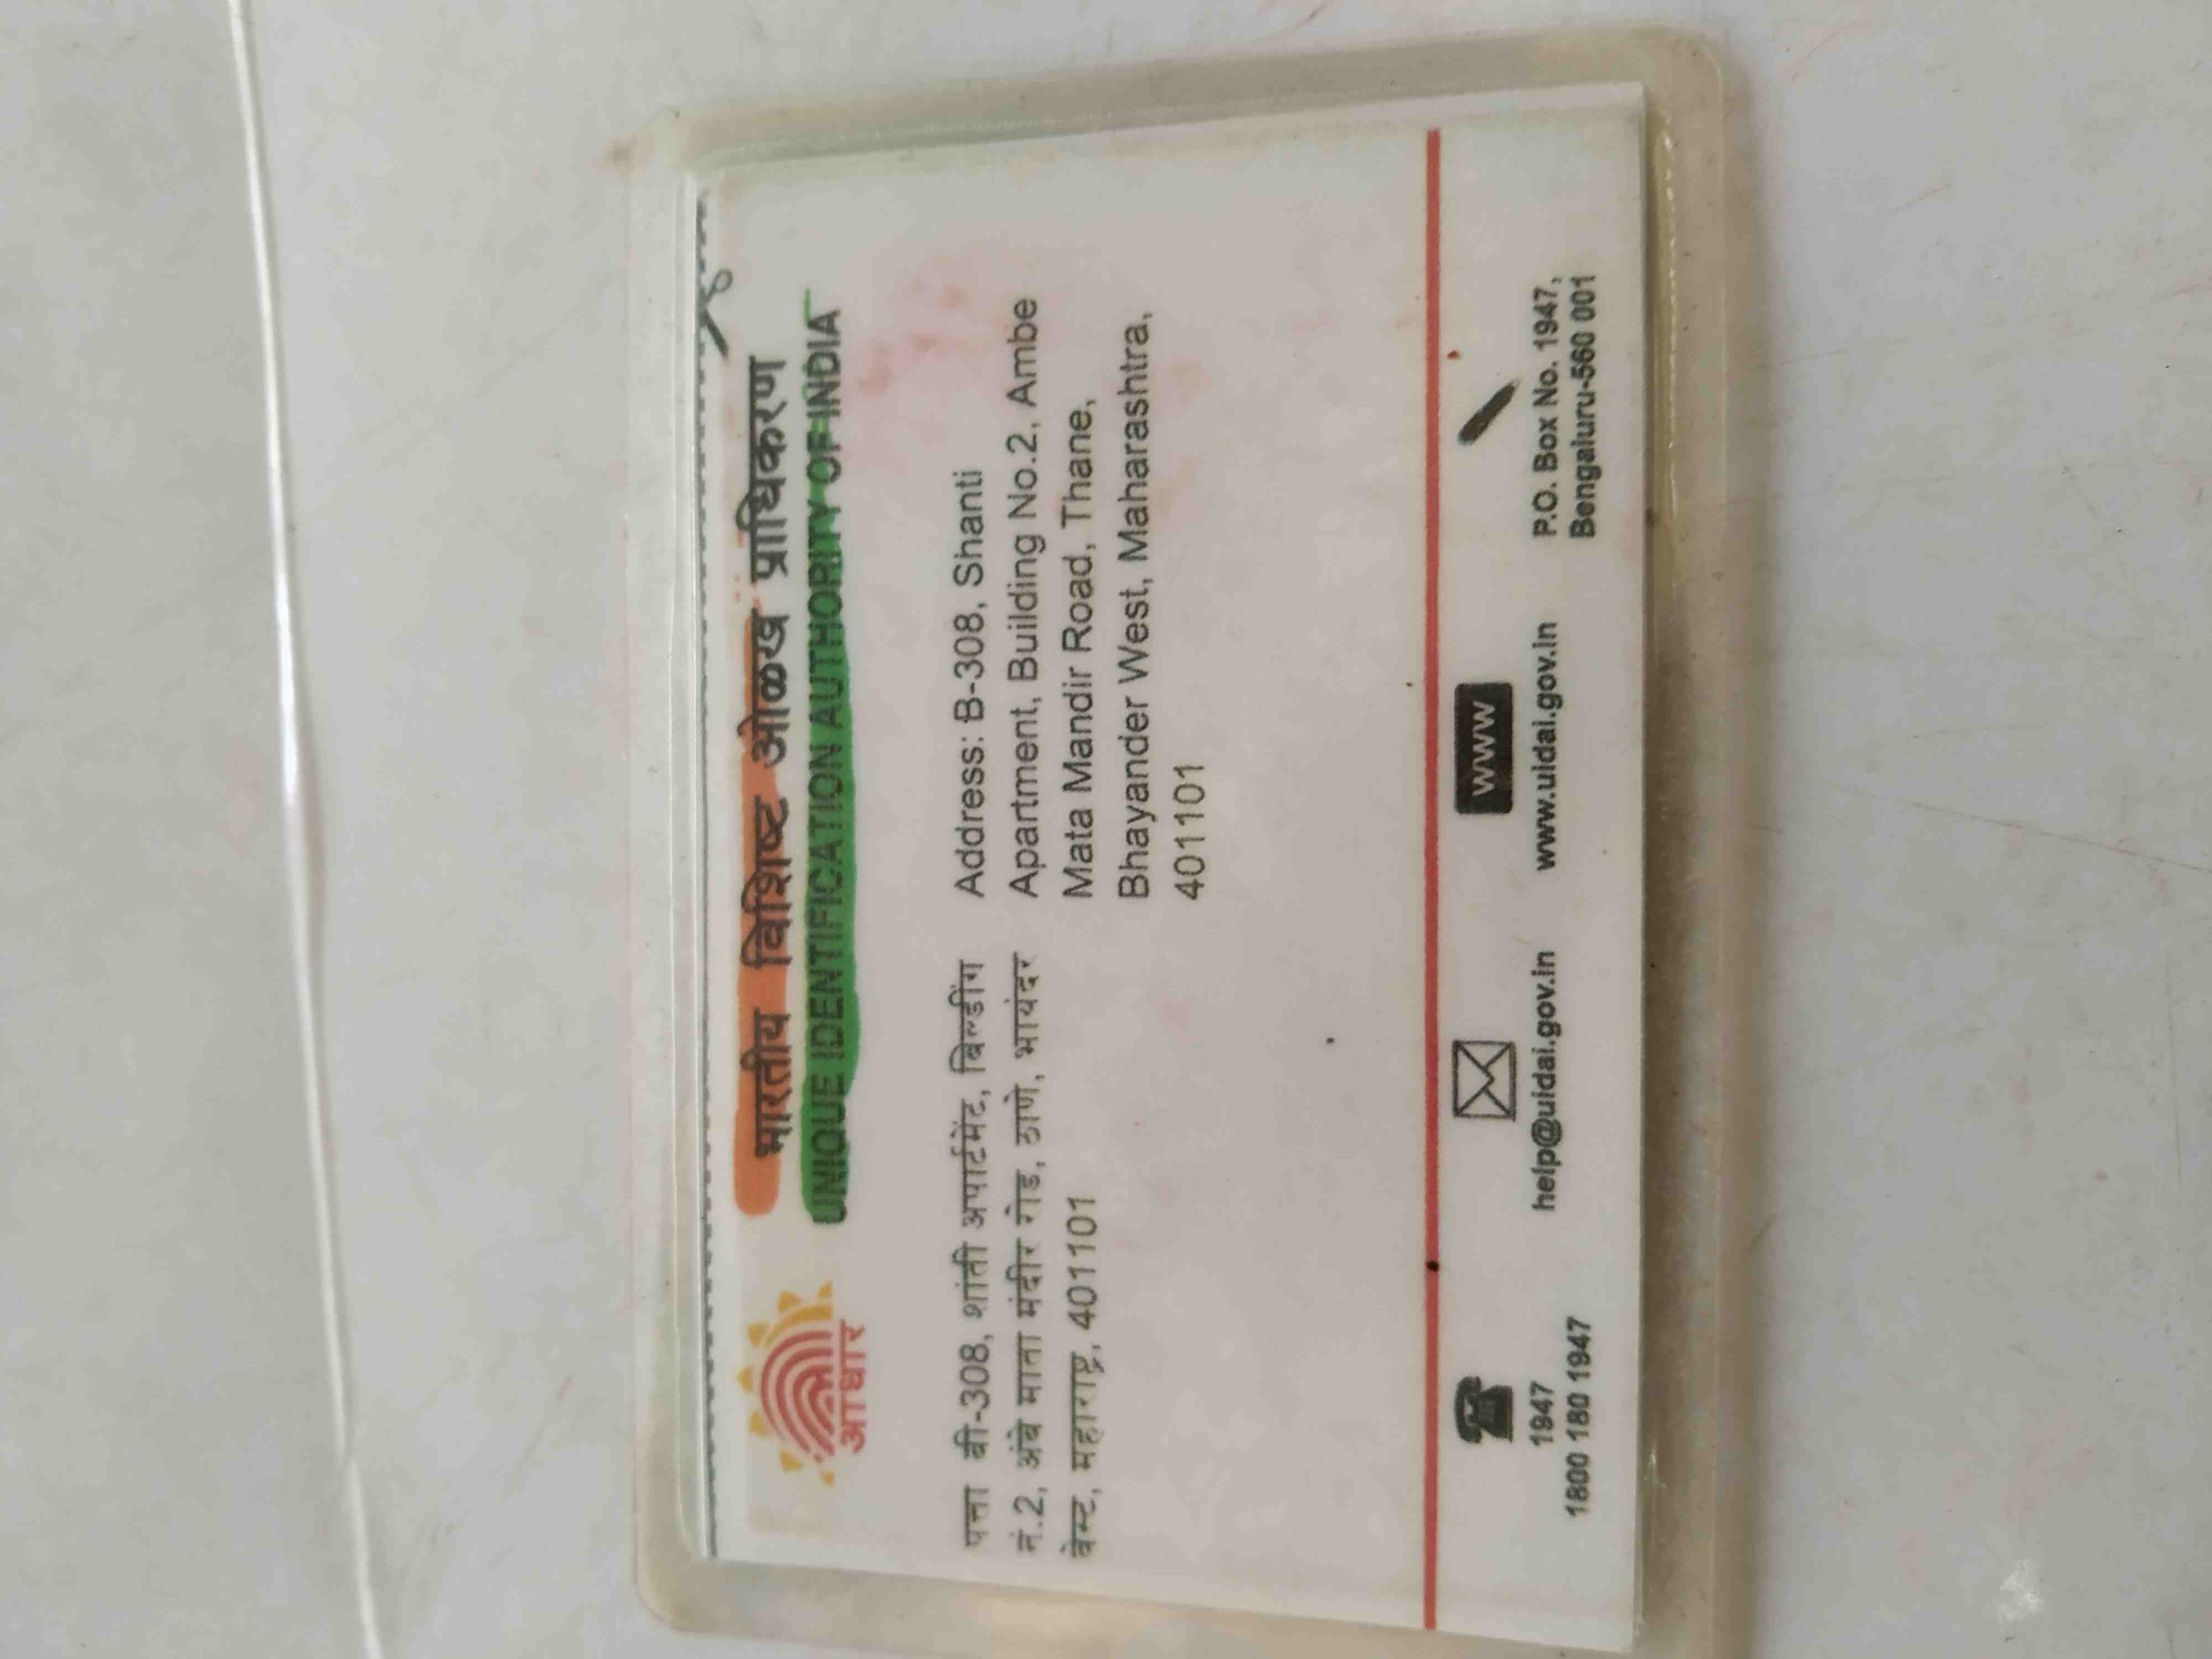 भारतीय विशिष्ट ओळख प्राधिकरण
UNIQUE IDENTIFICATION AUTHORITY OF INDIA
आधार
पत्ता बी-308, शांती अपार्टमेंट, बिल्डींग
नं.2, अंबे माता मंदीर रोड, ठाणे, भायंदर
वेस्ट, महाराष्ट्र, 401101
Address: B-308, Shanti
Apartment, Building No.2, Ambe
Mata Mandir Road, Thane,
Bhayander West, Maharashtra,
401101
1947
1800 180 1947
help@uidai.gov.in
www
www.uidai.gov.in
P.O. Box No. 1947,
Bengaluru-560 001